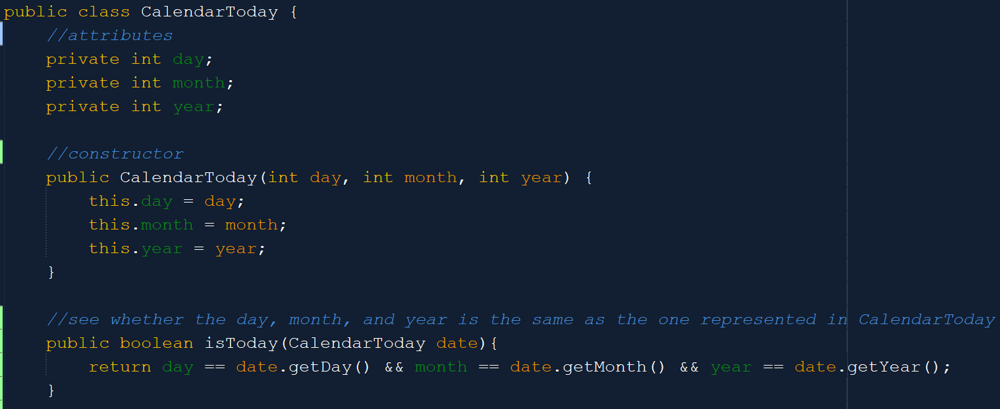 public class CalendarToday {
    //attributes
    private int day;
    private int month;
    private int year;

    //constructor
    public CalendarToday(int day, int month, int year) {
        this.day = day;
        this.month = month;
        this.year = year;
    }

    //see whether the day, month, and year is the same as the one represented in CalendarToday
    public boolean isToday(CalendarToday date){
        return day == date.getDay() && month == date.getMonth() && year == date.getYear();
    }